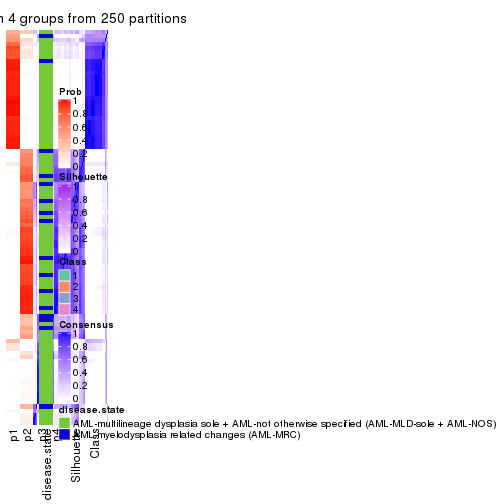 n 4 groups from 250 partitions
Prob
1
0.8
0.6
0.4
0.2
0
Silhouette
1
0.8
0.6
0.4
0.2
0
Class
1
2
3
4
Consensus
1
0.8
0.6
0.4
0.2
0
disease.state
AML-multilineage dysplasia sole + AML-not otherwise specified (AML-MLD-sole + AML-NOS)
AML-myelodysplasia related changes (AML-MRC)
p1
p2
p3
disease.state
p4
Silhouette
Class